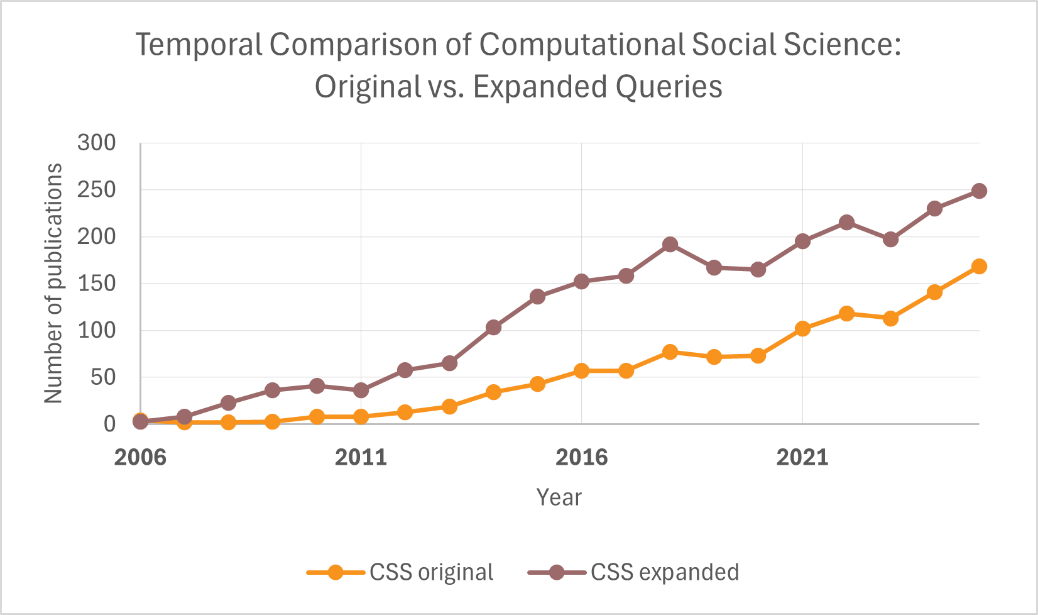 Temporal Comparison of Computational Social Science:
Original vs. Expanded Queries
Number of publications
300
250
200
150
100
50
0
2006 2011 2016 2021
Year
CSS original CSS expanded